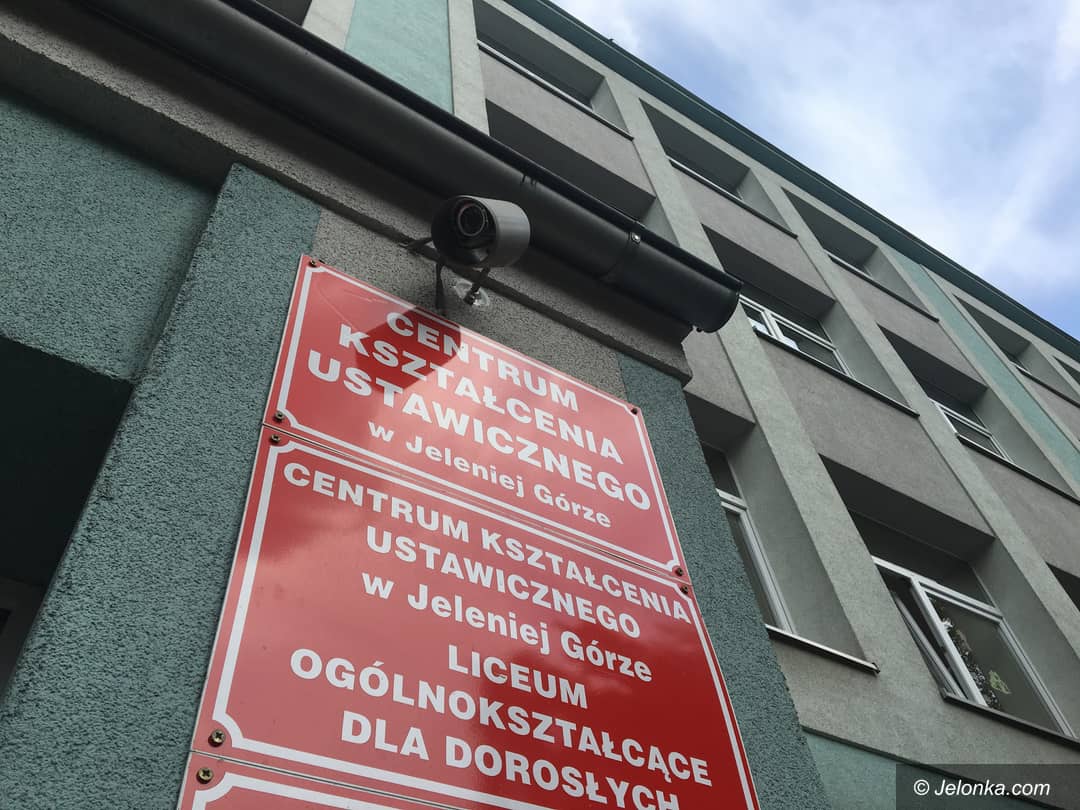 CENTRUM
KSZTAŁCENIA
USTAWICZNEGO
w Jeleniej Górze
CENTRUM KSZTAŁCENIA
USTAWICZNEGO
w Jeleniej Górze
LICEUM
OGÓLNOKSZTAŁCĄCE
DLA DOROSŁYCH
© Jelonka.com